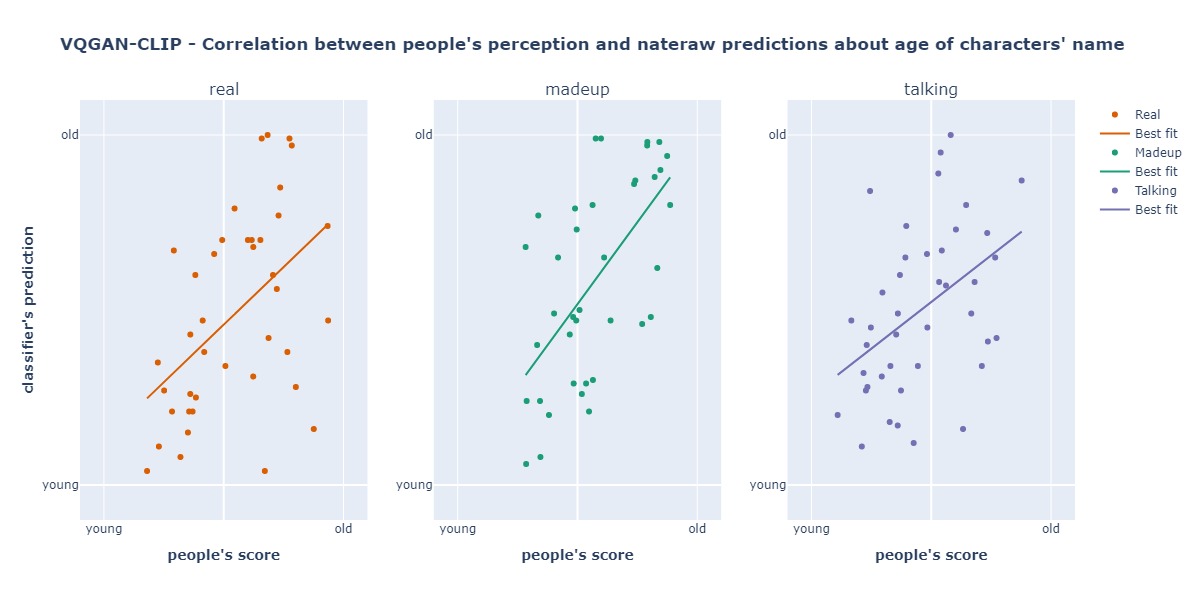 VQGAN-CLIP - Correlation between people's perception and nateraw predictions about age of characters' name
real
madeup
talking
old
old
old
Real
Best fit
Madeup
Best fit
Talking
Best fit
classifier's prediction
young
young
young
young
old
young
old
young
old
people's score
people's score
people's score